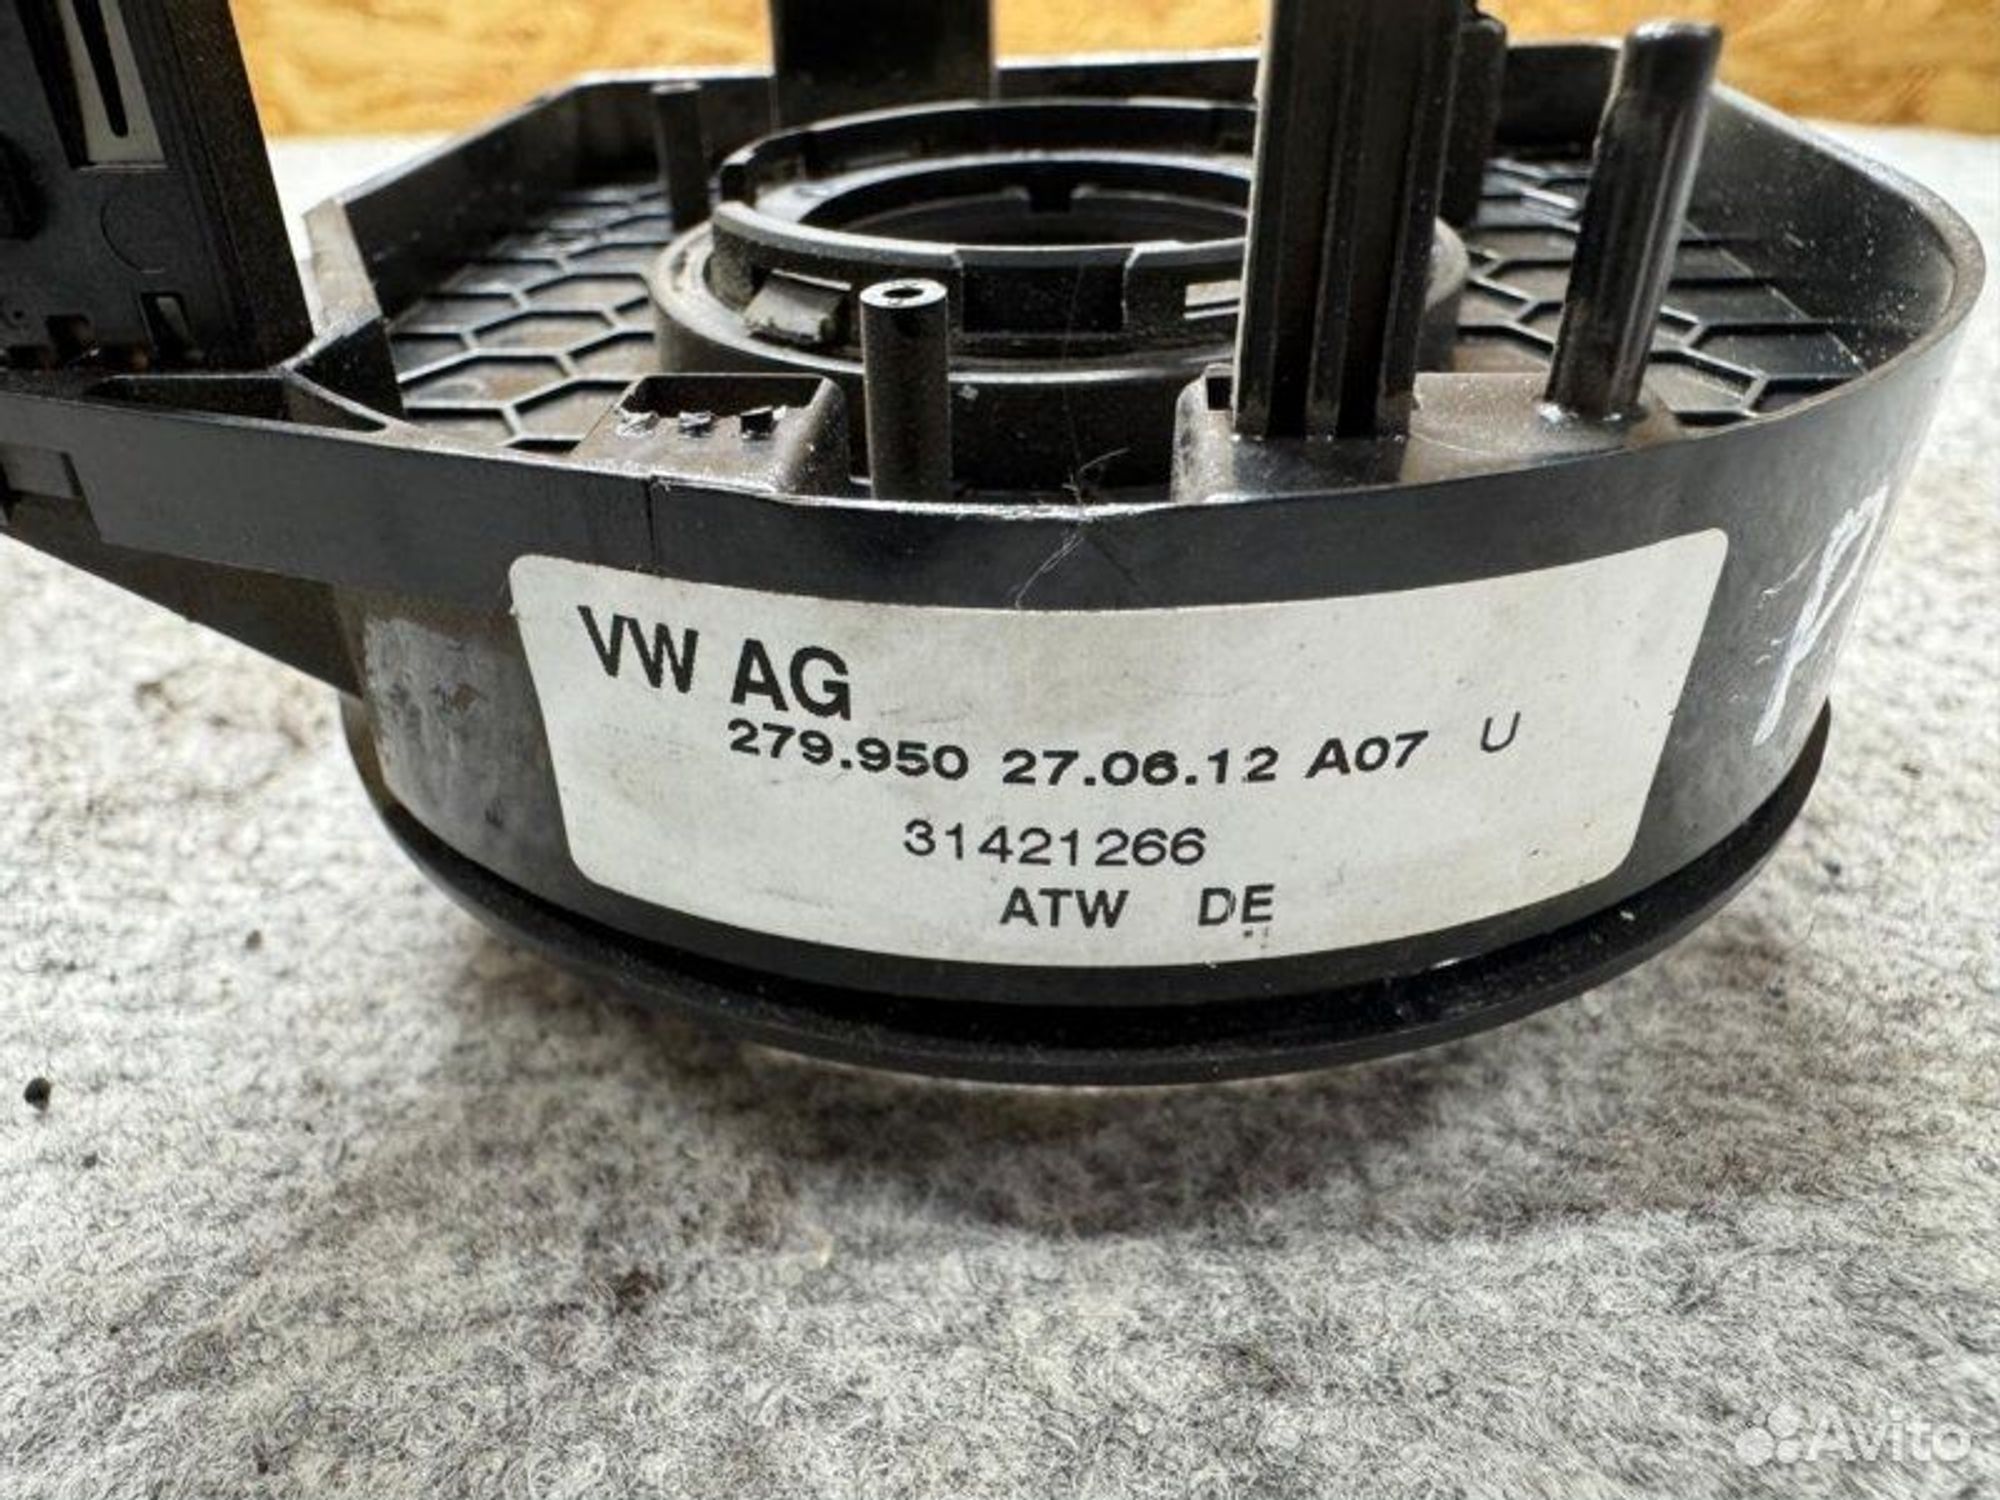 VW AG
279.950 27.06.12 A07 U
31421266
ATW DE
Avito